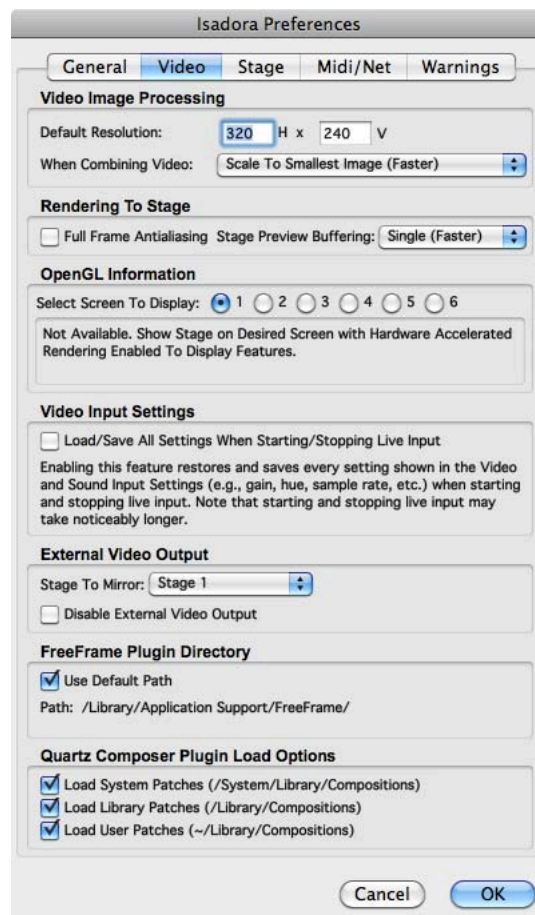 Isadora Preferences
General Video Stage Midi/Net Warnings
Video Image Processing
Default Resolution: 320 H x 240 V
When Combining Video: Scale To Smallest Image (Faster)
Rendering To Stage
Full Frame Antialiasing Stage Preview Buffering: Single (Faster)
OpenGL Information
Select Screen To Display: 1 2 3 4 5 6
Not Available. Show Stage on Desired Screen with Hardware Accelerated
Rendering Enabled To Display Features.
Video Input Settings
Load/Save All Settings When Starting/Stopping Live Input
Enabling this feature restores and saves every setting shown in the Video
and Sound Input Settings (e.g., gain, hue, sample rate, etc.) when starting
and stopping live input. Note that starting and stopping live input may
take noticeably longer.
External Video Output
Stage To Mirror: Stage 1
Disable External Video Output
FreeFrame Plugin Directory
Use Default Path
Path: /Library/Application Support/FreeFrame/
Quartz Composer Plugin Load Options
Load System Patches (/System/Library/Compositions)
Load Library Patches (/Library/Compositions)
Load User Patches (~/Library/Compositions)
Cancel OK